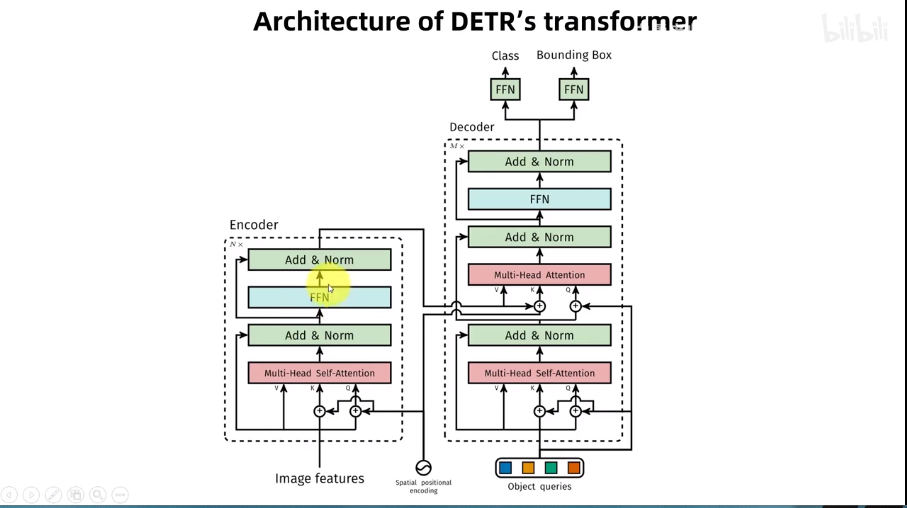 Architecture of DETR's transformer
bilibili
Class
Bounding Box
FFN
FFN
Decoder
M×
Add & Norm
FFN
Add & Norm
Multi-Head Attention
V
K
Q
Add & Norm
Multi-Head Self-Attention
V
K
Q
Encoder
N×
Add & Norm
FFN
Add & Norm
Multi-Head Self-Attention
V
K
Q
Image features
Spatial positional
encoding
Object queries